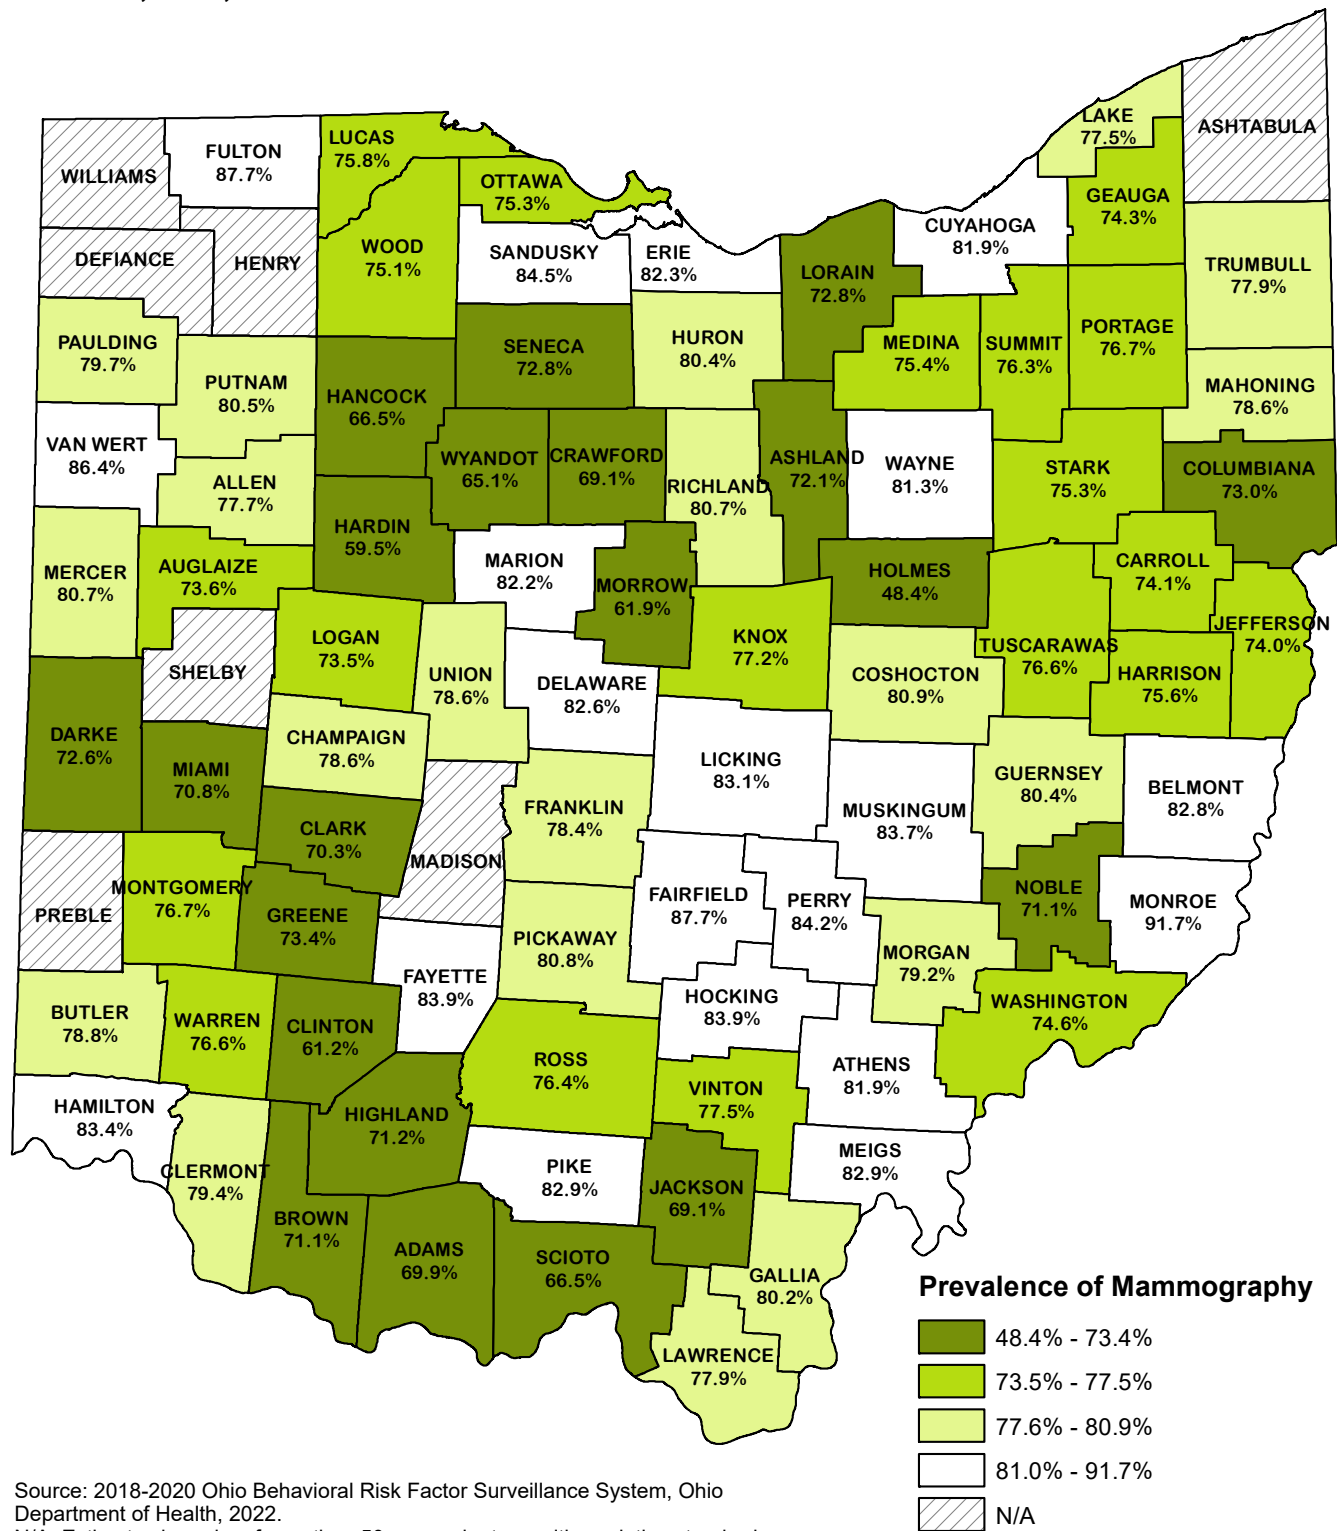 LAKE
77.5%
ASHTABULA
FULTON
87.7%
LUCAS
75.8%
WILLIAMS
OTTAWA
75.3%
GEAUGA
74.3%
CUYAHOGA
81.9%
DEFIANCE
HENRY
WOOD
75.1%
SANDUSKY
84.5%
ERIE
82.3%
LORAIN
72.8%
TRUMBULL
77.9%
PAULDING
79.7%
PUTNAM
80.5%
HANCOCK
66.5%
SENECA
72.8%
HURON
80.4%
MEDINA
75.4%
SUMMIT
76.3%
PORTAGE
76.7%
MAHONING
78.6%
VAN WERT
86.4%
ALLEN
77.7%
WYANDOT
65.1%
CRAWFORD
69.1%
RICHLAND
80.7%
ASHLAND
72.1%
WAYNE
81.3%
STARK
75.3%
COLUMBIANA
73.0%
HARDIN
59.5%
MERCER
80.7%
AUGLAIZE
73.6%
MARION
82.2%
MORROW
61.9%
HOLMES
48.4%
CARROLL
74.1%
JEFFERSON
74.0%
LOGAN
73.5%
SHELBY
UNION
78.6%
DELAWARE
82.6%
KNOX
77.2%
COSHOCTON
80.9%
TUSCARAWAS
76.6%
HARRISON
75.6%
DARKE
72.6%
MIAMI
70.8%
CHAMPAIGN
78.6%
LICKING
83.1%
MUSKINGUM
83.7%
GUERNSEY
80.4%
BELMONT
82.8%
CLARK
70.3%
MADISON
FRANKLIN
78.4%
FAIRFIELD
87.7%
PERRY
84.2%
NOBLE
71.1%
MONROE
91.7%
PREBLE
MONTGOMERY
76.7%
GREENE
73.4%
PICKAWAY
80.8%
MORGAN
79.2%
FAYETTE
83.9%
HOCKING
83.9%
WASHINGTON
74.6%
BUTLER
78.8%
WARREN
76.6%
CLINTON
61.2%
ROSS
76.4%
ATHENS
81.9%
VINTON
77.5%
HAMILTON
83.4%
HIGHLAND
71.2%
MEIGS
82.9%
CLERMONT
79.4%
PIKE
82.9%
JACKSON
69.1%
BROWN
71.1%
ADAMS
69.9%
SCIOTO
66.5%
GALLIA
80.2%
LAWRENCE
77.9%
Prevalence of Mammography
48.4% - 73.4%
73.5% - 77.5%
77.6% - 80.9%
81.0% - 91.7%
N/A
Source: 2018-2020 Ohio Behavioral Risk Factor Surveillance System, Ohio
Department of Health, 2022.